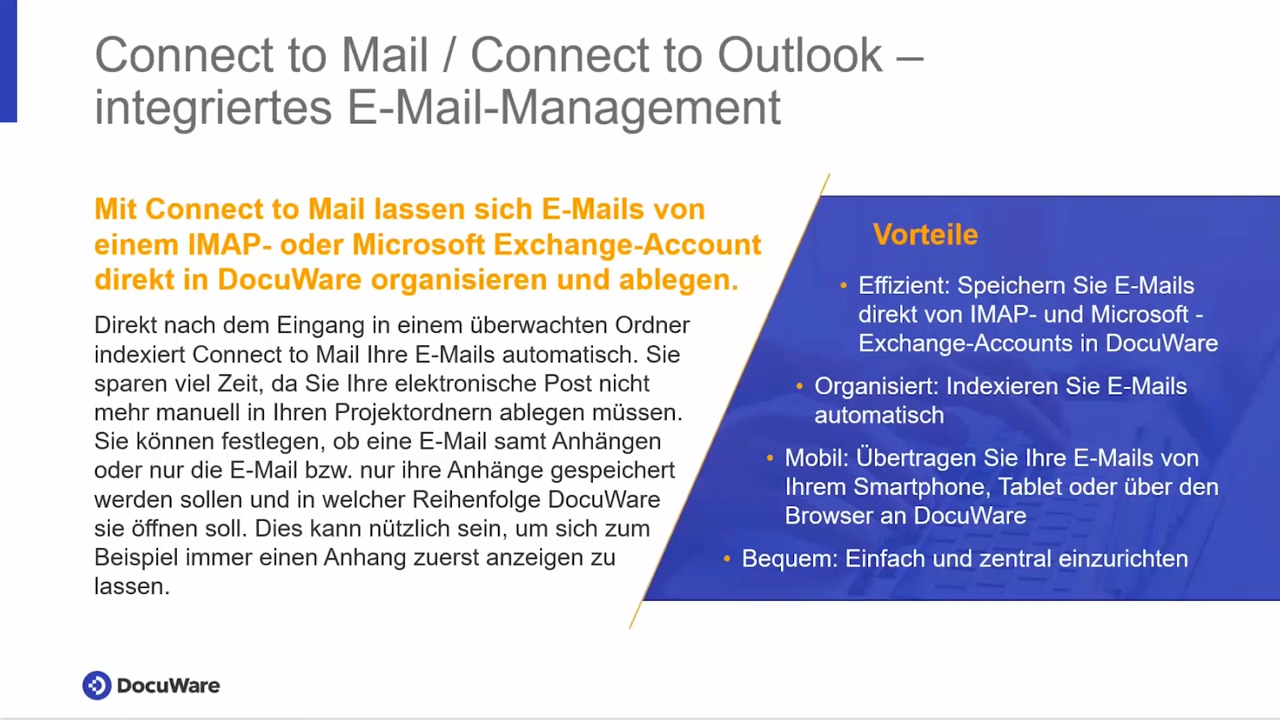 Connect to Mail / Connect to Outlook –
integriertes E-Mail-Management
Mit Connect to Mail lassen sich E-Mails von
einem IMAP- oder Microsoft Exchange-Account
direkt in DocuWare organisieren und ablegen.
Direkt nach dem Eingang in einem überwachten Ordner
indexiert Connect to Mail Ihre E-Mails automatisch. Sie
sparen viel Zeit, da Sie Ihre elektronische Post nicht
mehr manuell in Ihren Projektordnern ablegen müssen.
Sie können festlegen, ob eine E-Mail samt Anhängen
oder nur die E-Mail bzw. nur ihre Anhänge gespeichert
werden sollen und in welcher Reihenfolge DocuWare
sie öffnen soll. Dies kann nützlich sein, um sich zum
Beispiel immer einen Anhang zuerst anzeigen zu
lassen.
Vorteile
• Effizient: Speichern Sie E-Mails
direkt von IMAP- und Microsoft -
Exchange-Accounts in DocuWare
• Organisiert: Indexieren Sie E-Mails
automatisch
• Mobil: Übertragen Sie Ihre E-Mails von
Ihrem Smartphone, Tablet oder über den
Browser an DocuWare
• Bequem: Einfach und zentral einzurichten
DocuWare